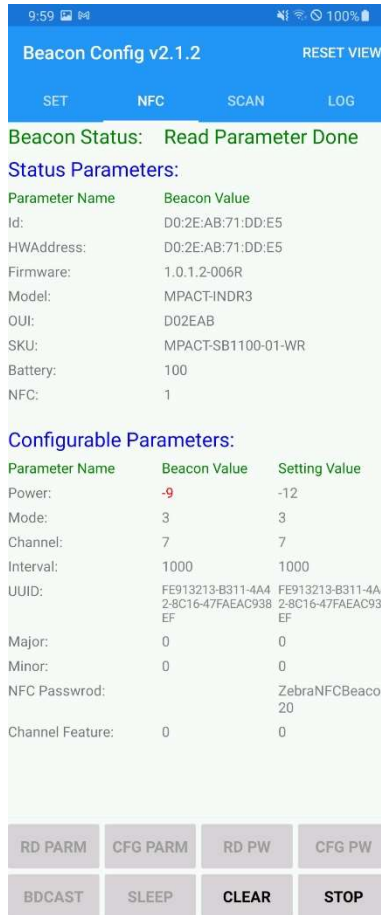 9:59 100%
Beacon Config v2.1.2 RESET VIEW
SET NFC SCAN LOG
Beacon Status: Read Parameter Done
Status Parameters:
Parameter Name Beacon Value
Id: D0:2E:AB:71:DD:E5
HWAddress: D0:2E:AB:71:DD:E5
Firmware: 1.0.1.2-006R
Model: MPACT-INDR3
OUI: D02EAB
SKU: MPACT-SB1100-01-WR
Battery: 100
NFC: 1
Configurable Parameters:
Parameter Name Beacon Value Setting Value
Power: -9 -12
Mode: 3 3
Channel: 7 7
Interval: 1000 1000
UUID: FE913213-B311-4A4 FE913213-B311-4A
2-8C16-47FAEAC938 2-8C16-47FAEAC93
EF EF
Major: 0 0
Minor: 0 0
NFC Passwrod: ZebraNFCBeaco
20
Channel Feature: 0 0
RD PARM CFG PARM RD PW CFG PW
BDCAST SLEEP CLEAR STOP